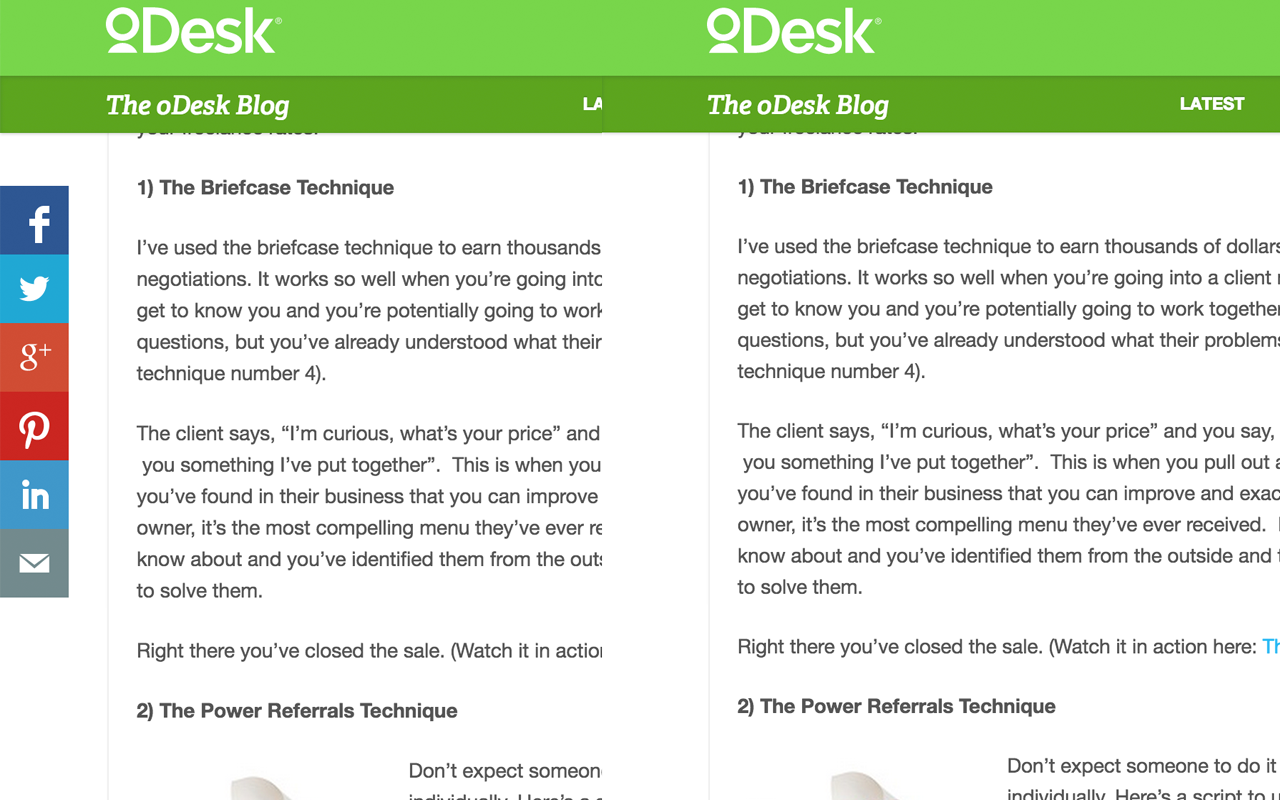 oDesk®
The oDesk Blog
LA
your freelance rates.
1) The Briefcase Technique
I’ve used the briefcase technique to earn thousands
negotiations. It works so well when you’re going into
get to know you and you’re potentially going to work
questions, but you’ve already understood what their
technique number 4).
The client says, “I’m curious, what’s your price” and
you something I’ve put together”.  This is when you
you’ve found in their business that you can improve
owner, it’s the most compelling menu they’ve ever re
know about and you’ve identified them from the outs
to solve them.
Right there you’ve closed the sale. (Watch it in action
2) The Power Referrals Technique
Don’t expect someon
individually. Here’s a
f
g+
in
oDesk®
The oDesk Blog
LATEST
your freelance rates.
1) The Briefcase Technique
I’ve used the briefcase technique to earn thousands of dollars
negotiations. It works so well when you’re going into a client
get to know you and you’re potentially going to work together
questions, but you’ve already understood what their problems
technique number 4).
The client says, “I’m curious, what’s your price” and you say,
you something I’ve put together”.  This is when you pull out a
you’ve found in their business that you can improve and exac
owner, it’s the most compelling menu they’ve ever received.
know about and you’ve identified them from the outside and t
to solve them.
Right there you’ve closed the sale. (Watch it in action here: Th
2) The Power Referrals Technique
Don’t expect someone to do it
individually. Here’s a script to u